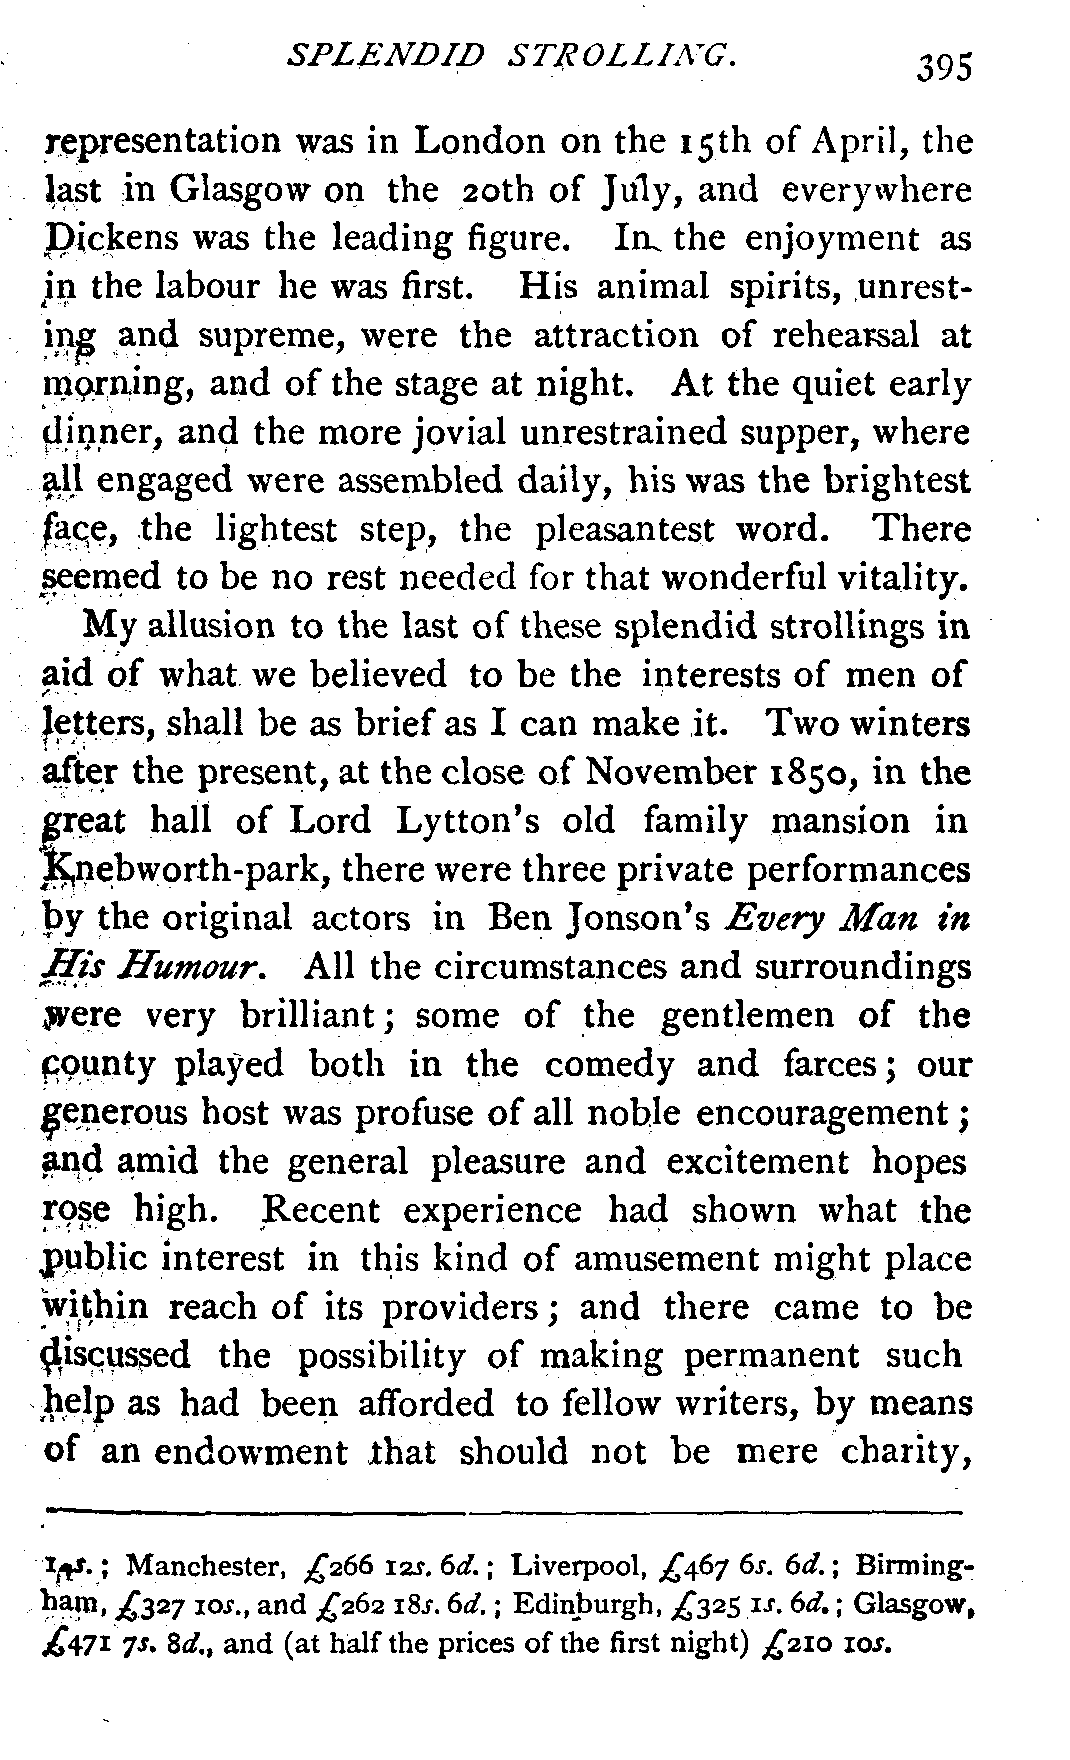 SPLENDID STROLLING. 395
representation was in London on the 15th of April, the
last in Glasgow on the 20th of July, and everywhere
Dickens was the leading figure. In the enjoyment as
in the labour he was first. His animal spirits, unrest-
ing and supreme, were the attraction of rehearsal at
morning, and of the stage at night. At the quiet early
dinner, and the more jovial unrestrained supper, where
all engaged were assembled daily, his was the brightest
face, the lightest step, the pleasantest word. There
seemed to be no rest needed for that wonderful vitality.
My allusion to the last of these splendid strollings in
aid of what we believed to be the interests of men of
letters, shall be as brief as I can make it. Two winters
after the present, at the close of November 1850, in the
great hall of Lord Lytton's old family mansion in
Knebworth-park, there were three private performances
by the original actors in Ben Jonson's Every Man in
His Humour. All the circumstances and surroundings
were very brilliant; some of the gentlemen of the
county played both in the comedy and farces; our
generous host was profuse of all noble encouragement;
and amid the general pleasure and excitement hopes
rose high. Recent experience had shown what the
public interest in this kind of amusement might place
within reach of its providers; and there came to be
discussed the possibility of making permanent such
help as had been afforded to fellow writers, by means
of an endowment that should not be mere charity,
; Manchester, £266 12s. 6d.; Liverpool, £467 6s. 6d.; Birming-
ham, £327 10s., and £262 18s. 6d.; Edinburgh, £325 1s. 6d.; Glasgow,
£471 7s. 8d., and (at half the prices of the first night) £210 10s.